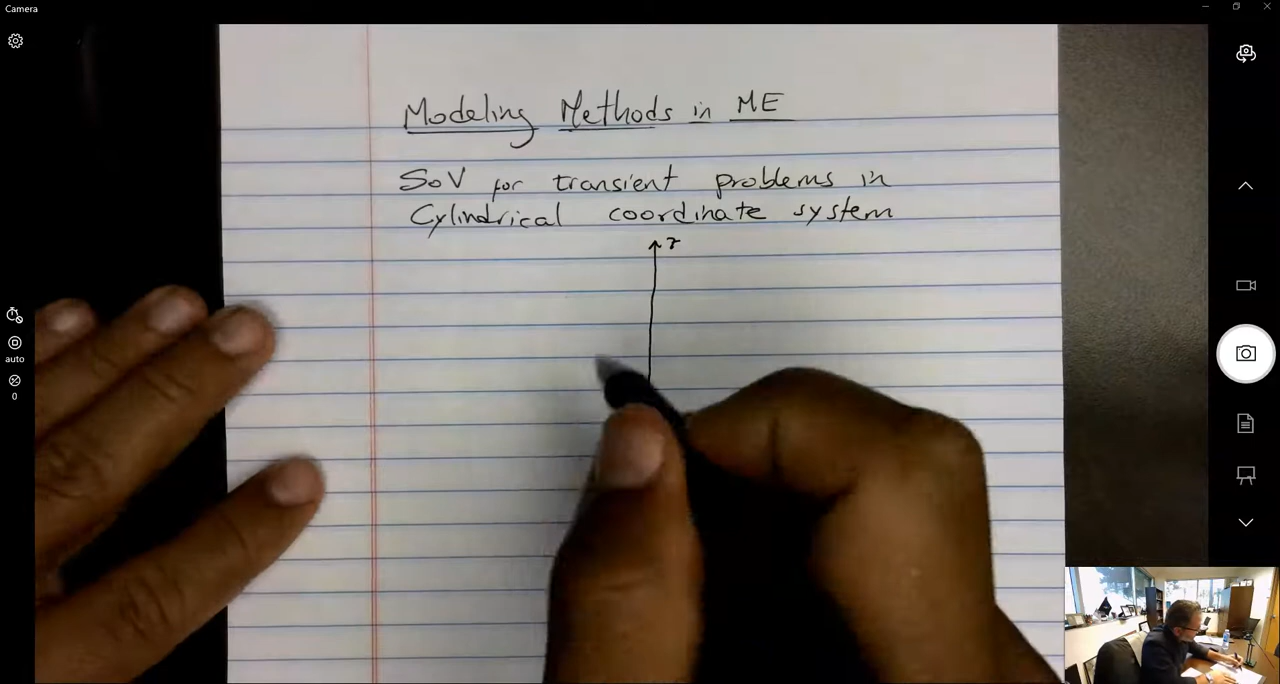 Camera
Modeling Methods in ME
SoV for transient problems in
Cylindrical coordinate system
r
auto
0